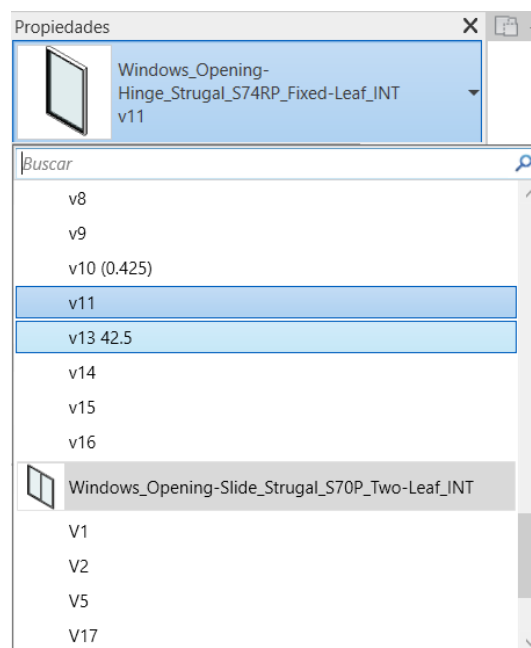 Propiedades
Windows_Opening-
Hinge_Strugal_S74RP_Fixed-Leaf_INT
v11
Buscar
v8
v9
v10 (0.425)
v11
v13 42.5
v14
v15
v16
Windows_Opening-Slide_Strugal_S70P_Two-Leaf_INT
V1
V2
V5
V17